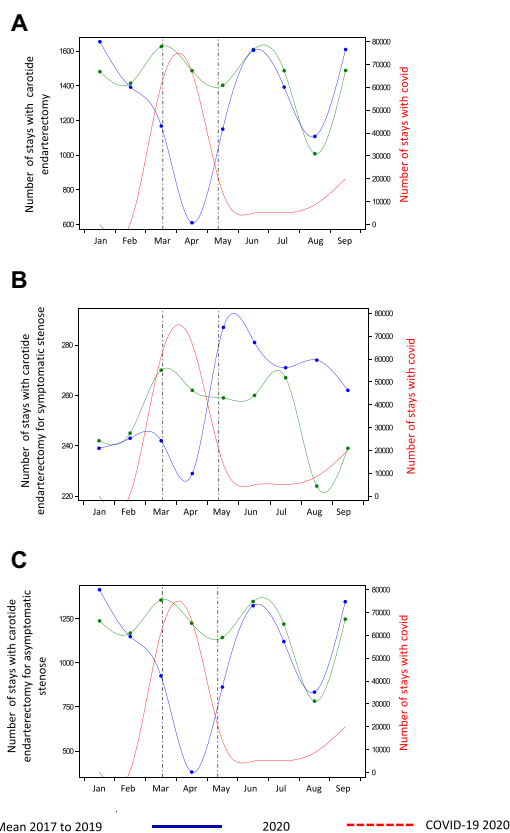 A
Number of stays with carotide
endarterectomy
1600
1400
1200
1000
800
600
80000
70000
60000
50000
40000
30000
20000
10000
0
Number of stays with covid
Jan Feb Mar Apr May Jun Jul Aug Sep
B
Number of stays with carotide
endarterectomy for symptomatic stenose
280
260
240
220
80000
70000
60000
50000
40000
30000
20000
10000
0
Number of stays with covid
Jan Feb Mar Apr May Jun Jul Aug Sep
C
Number of stays with carotide
endarterectomy for asymptomatic
stenose
1250
1000
750
500
80000
70000
60000
50000
40000
30000
20000
10000
0
Number of stays with covid
Jan Feb Mar Apr May Jun Jul Aug Sep
Mean 2017 to 2019 2020 COVID-19 2020